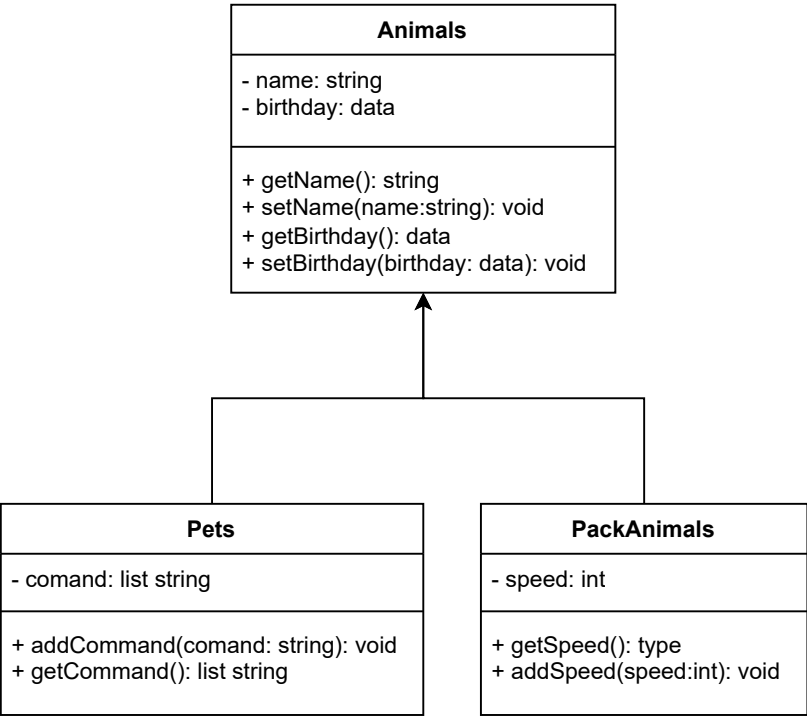 Animals
- name: string
- birthday: data
+ getName(): string
+ setName(name:string): void
+ getBirthday(): data
+ setBirthday(birthday: data): void
Pets
- comand: list string
+ addCommand(comand: string): void
+ getCommand(): list string
PackAnimals
- speed: int
+ getSpeed(): type
+ addSpeed(speed:int): void